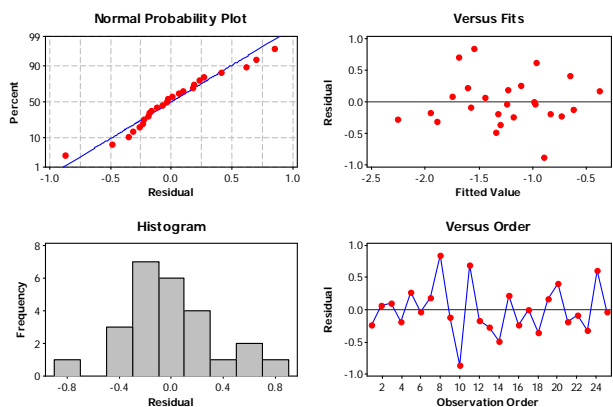 Normal Probability Plot
99
90
50
10
1
Percent
-1.0 -0.5 0.0 0.5 1.0
Residual
Versus Fits
1.0
0.5
0.0
-0.5
-1.0
Residual
-2.5 -2.0 -1.5 -1.0 -0.5
Fitted Value
Histogram
8
6
4
2
0
Frequency
-0.8 -0.4 0.0 0.4 0.8
Residual
Versus Order
1.0
0.5
0.0
-0.5
-1.0
Residual
2 4 6 8 10 12 14 16 18 20 22 24
Observation Order